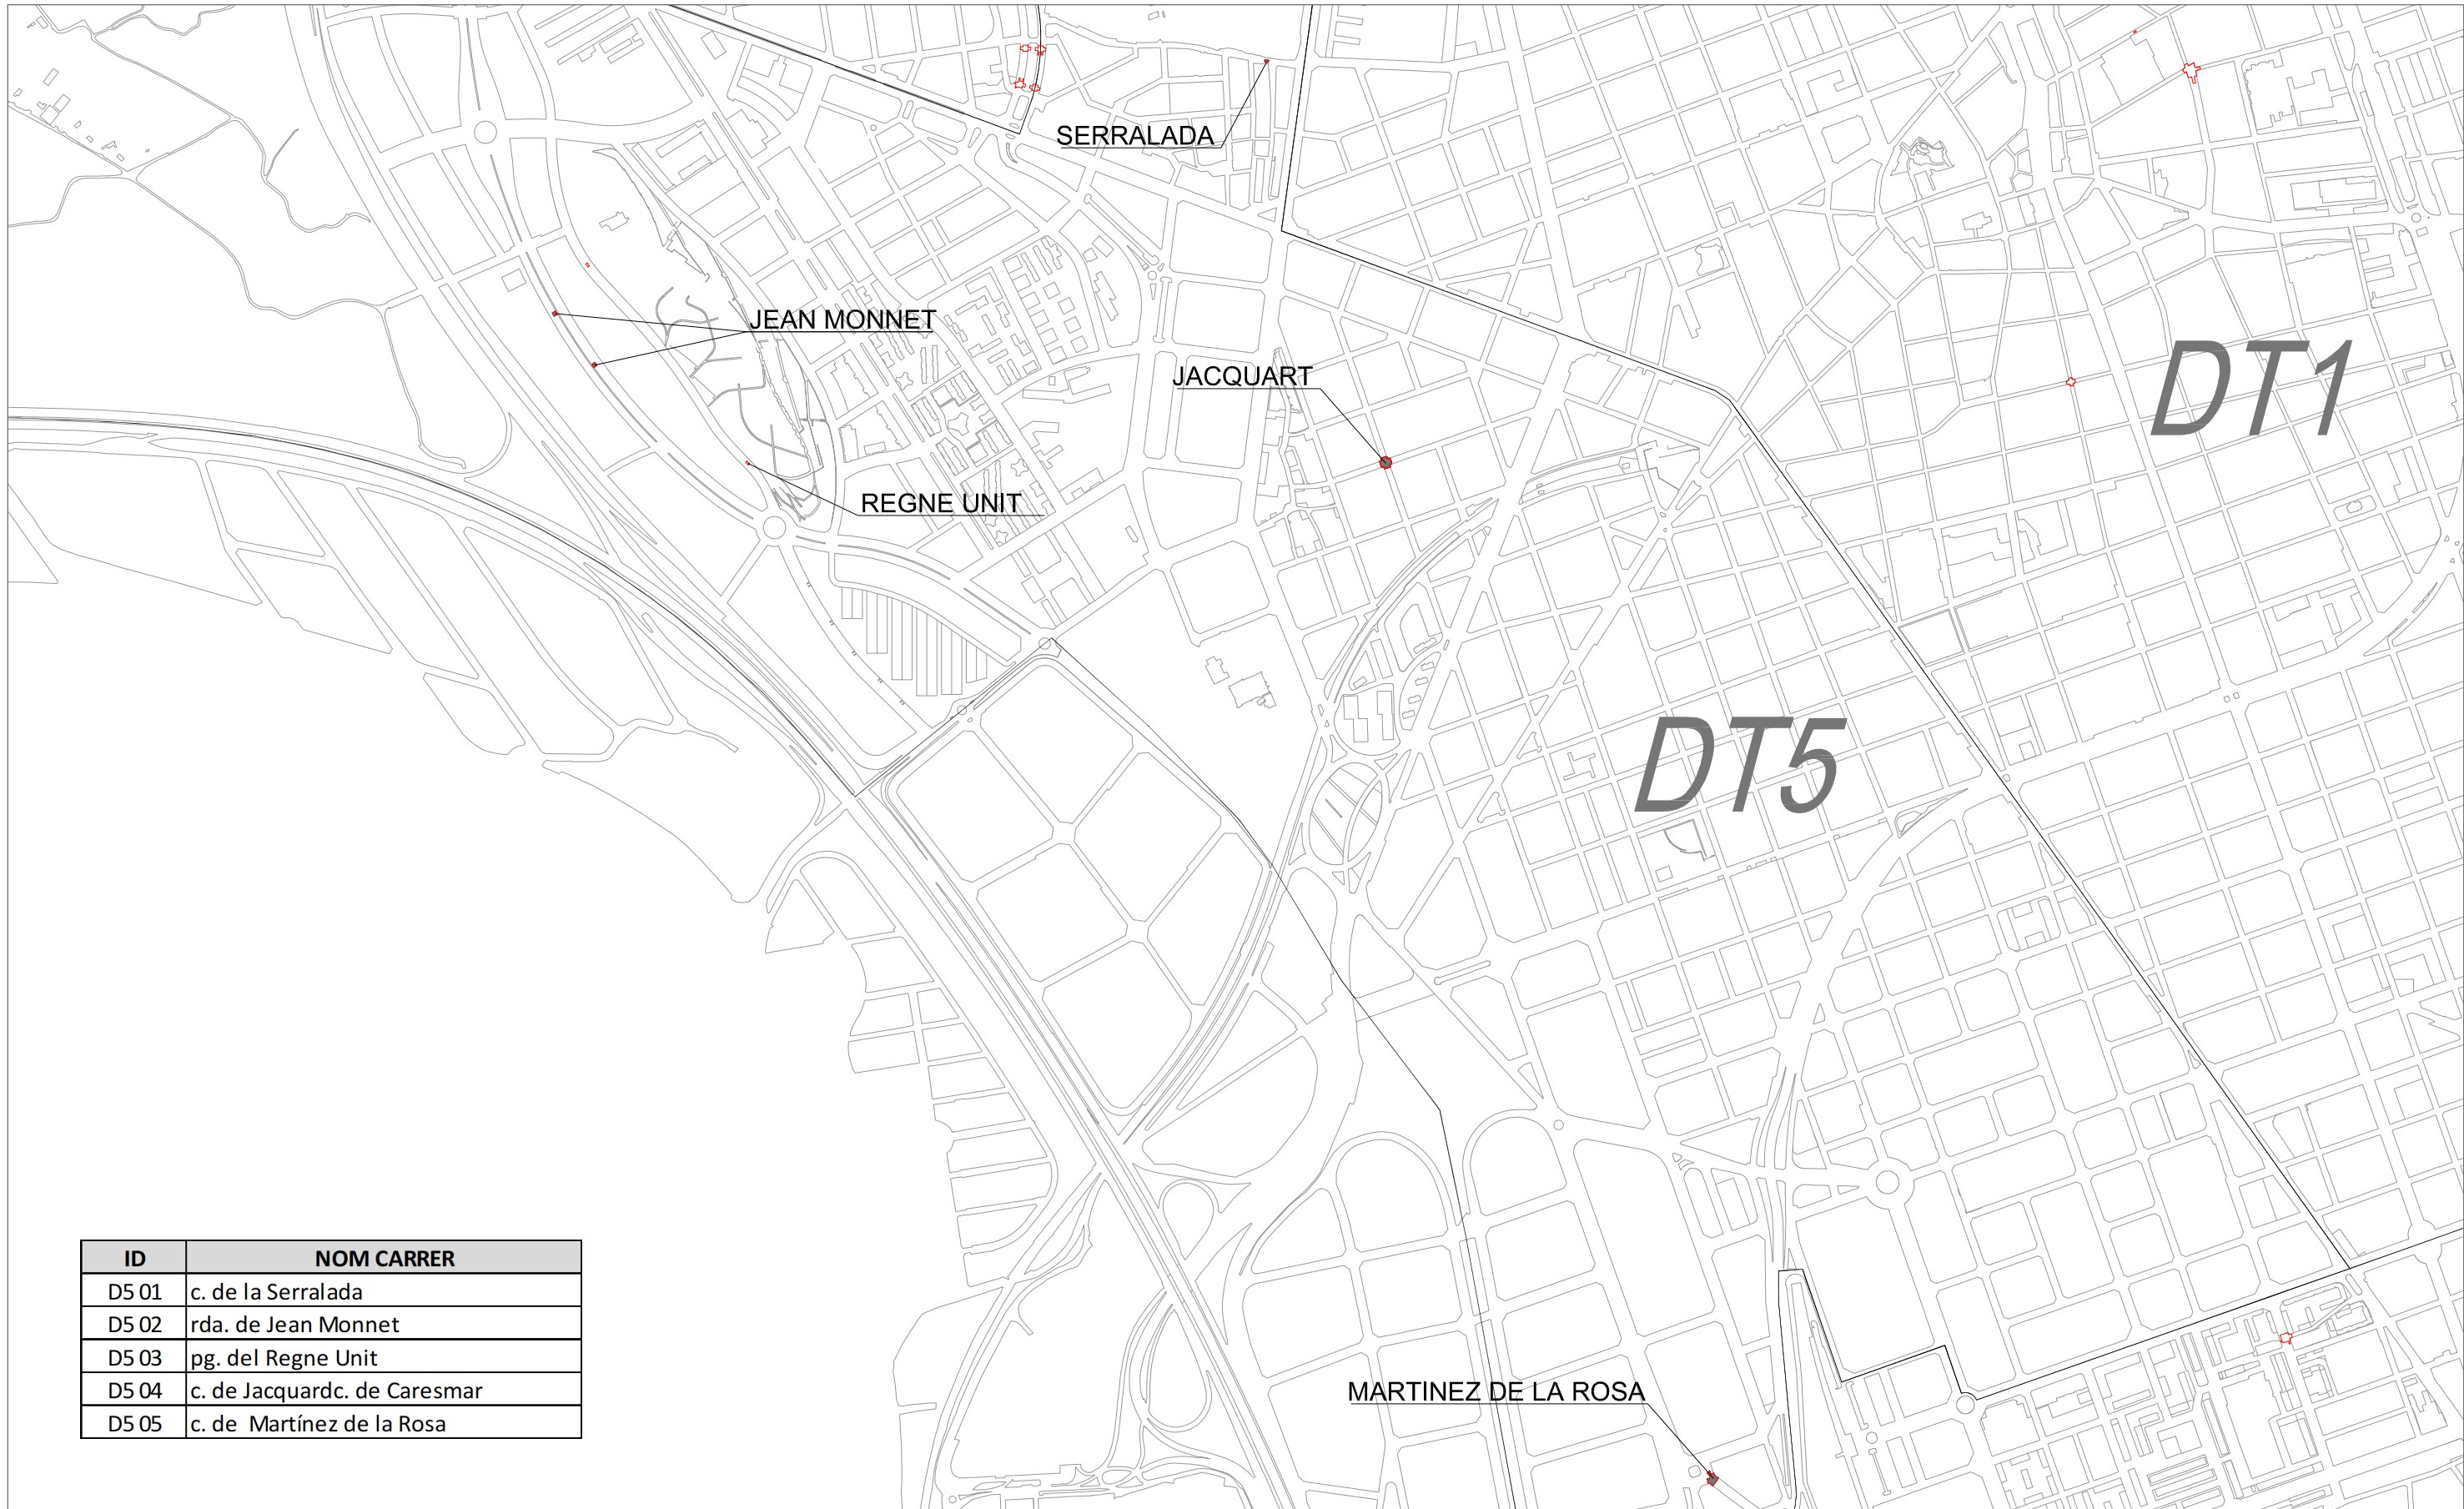 SERRALADA
JEAN MONNET
DT1
JACQUART
REGNE UNIT
DT5
ID NOM CARRER
D5 01 c. de la Serralada
D5 02 rda. de Jean Monnet
D5 03 pg. del Regne Unit
D5 04 c. de Jacquardc. de Caresmar
D5 05 c. de Martínez de la Rosa
MARTINEZ DE LA ROSA